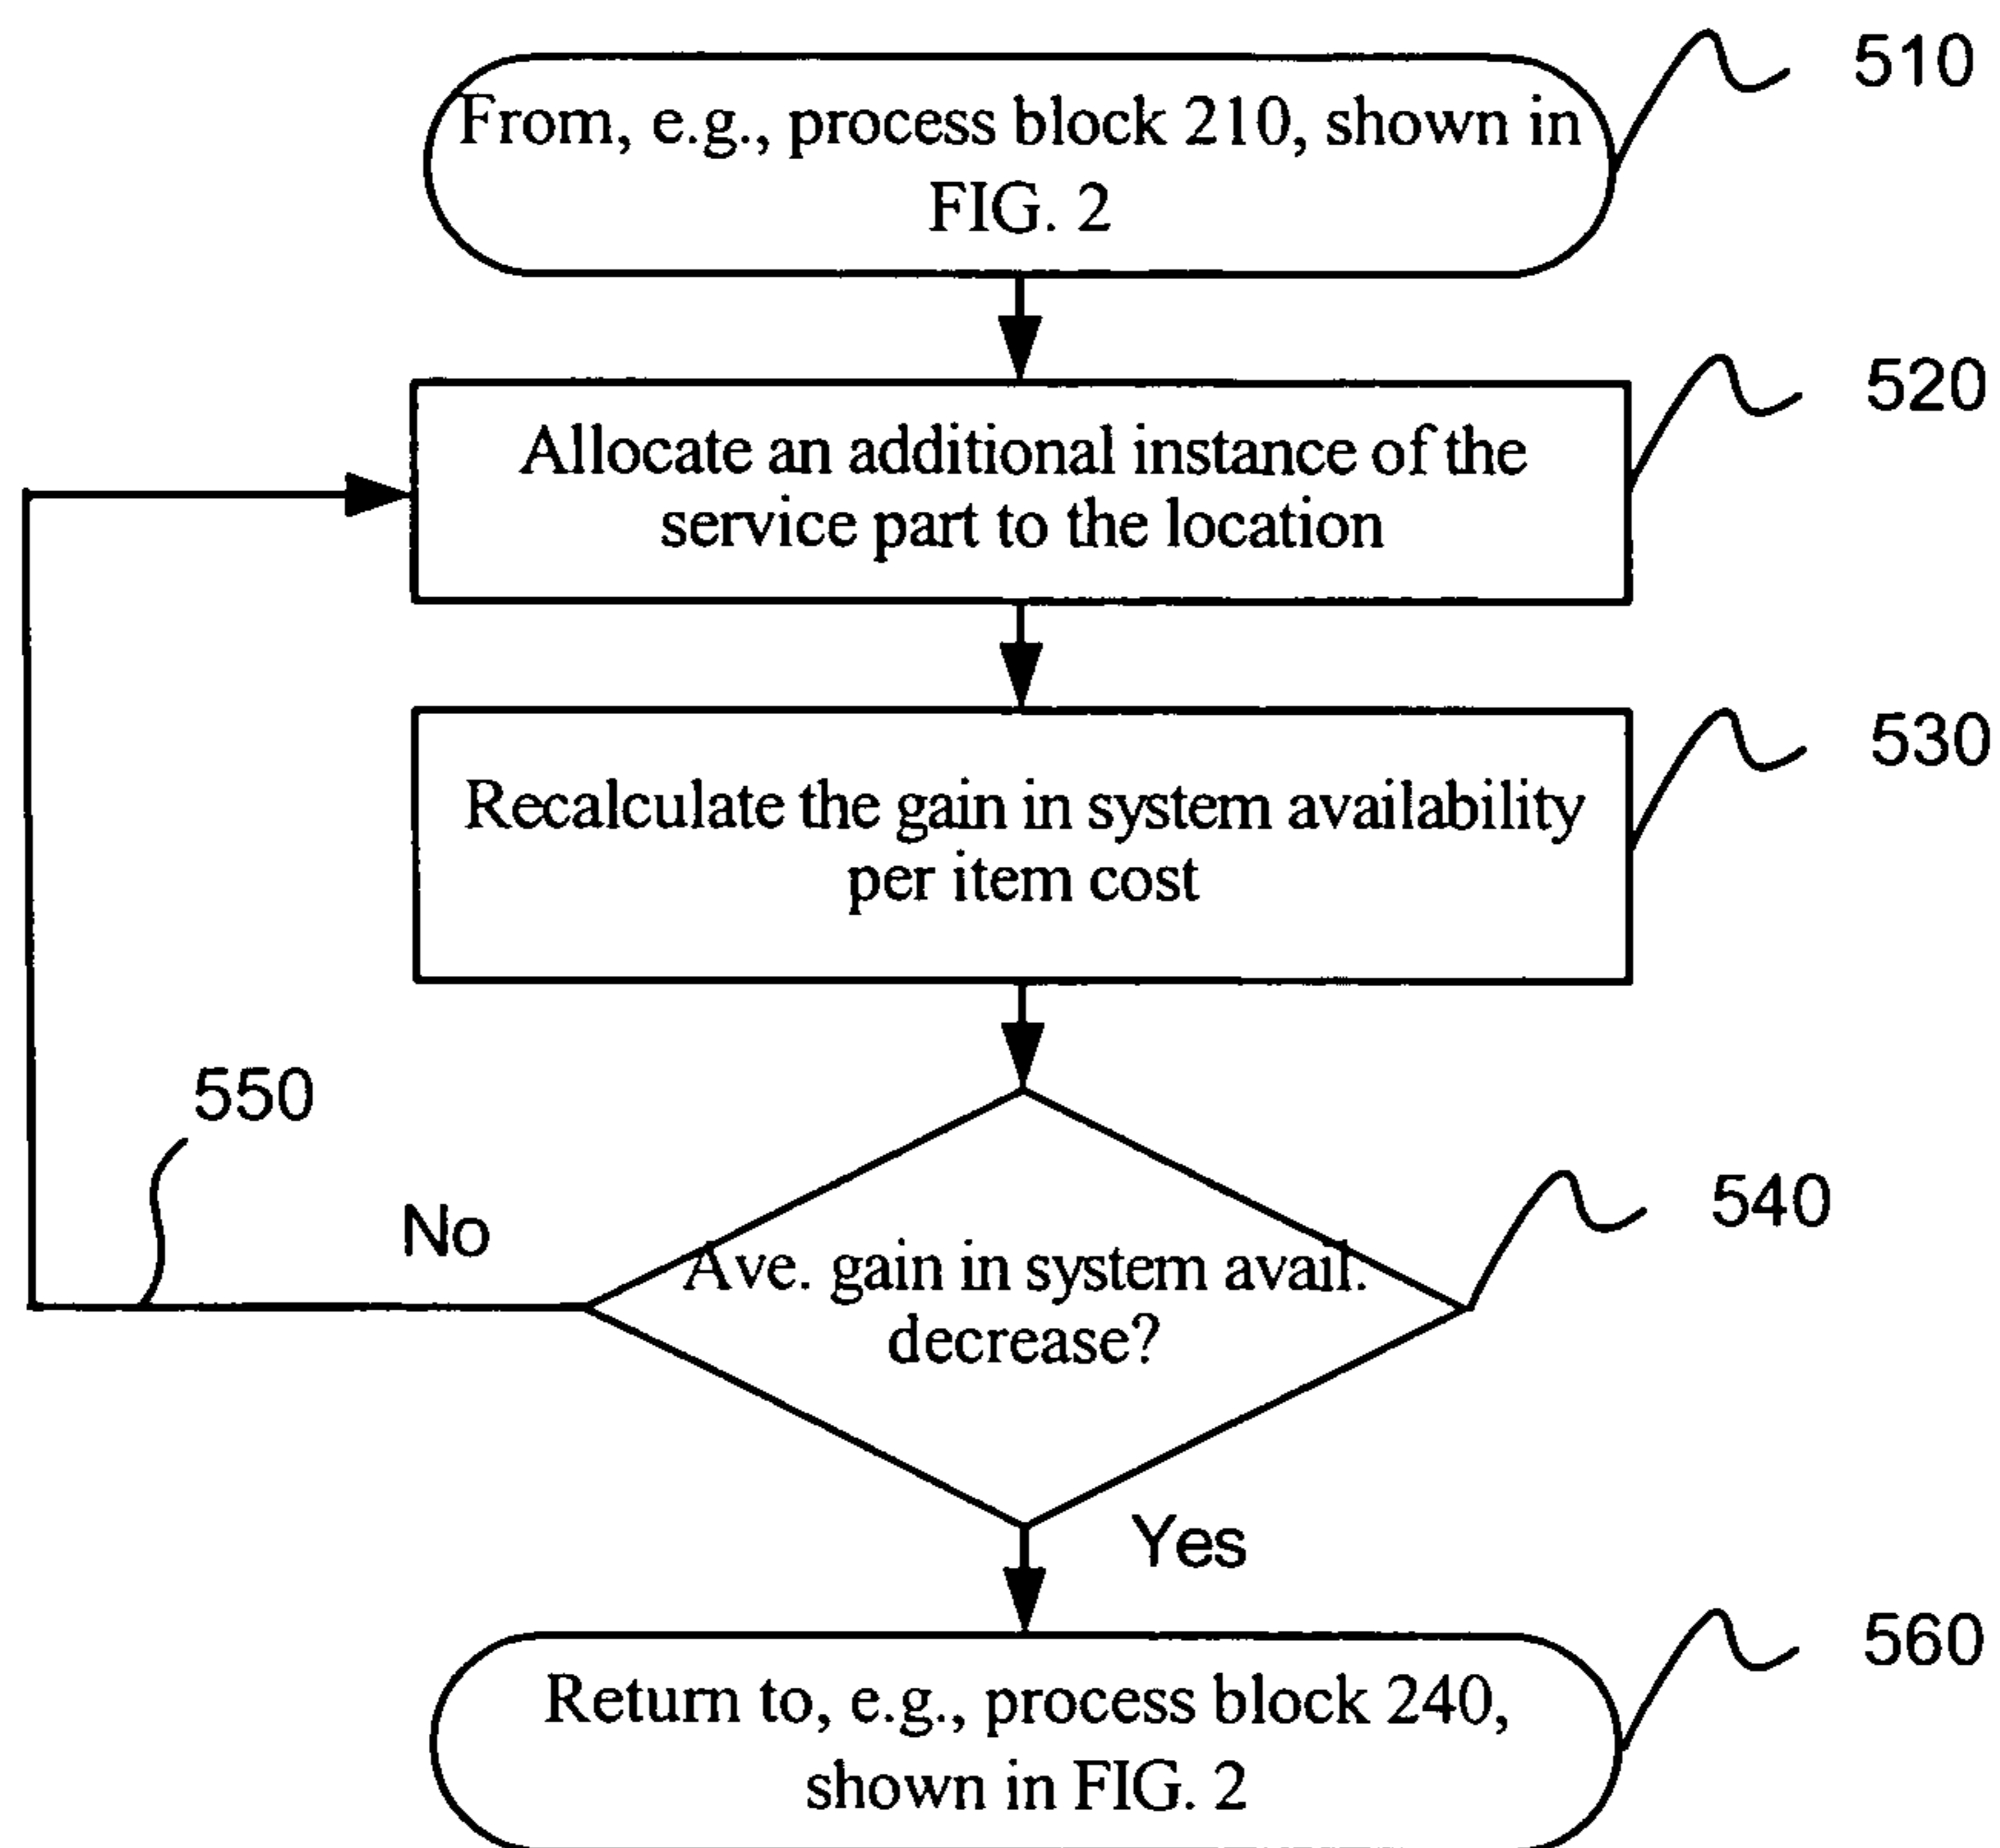 510
From, e.g., process block 210, shown in
FIG. 2
520
Allocate an additional instance of the
service part to the location
530
Recalculate the gain in system availability
per item cost
550
540
No
Ave. gain in system avail.
decrease?
Yes
560
Return to, e.g., process block 240,
shown in FIG. 2